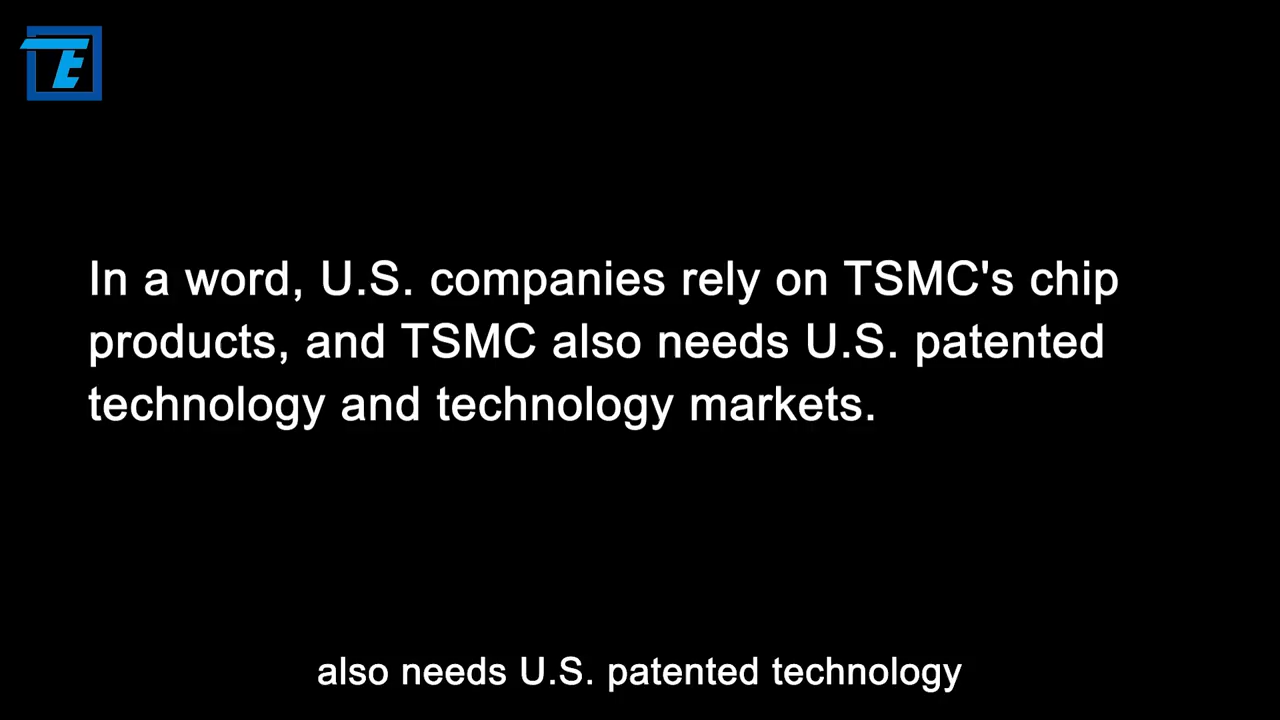 TE
In a word, U.S. companies rely on TSMC's chip
products, and TSMC also needs U.S. patented
technology and technology markets.
also needs U.S. patented technology